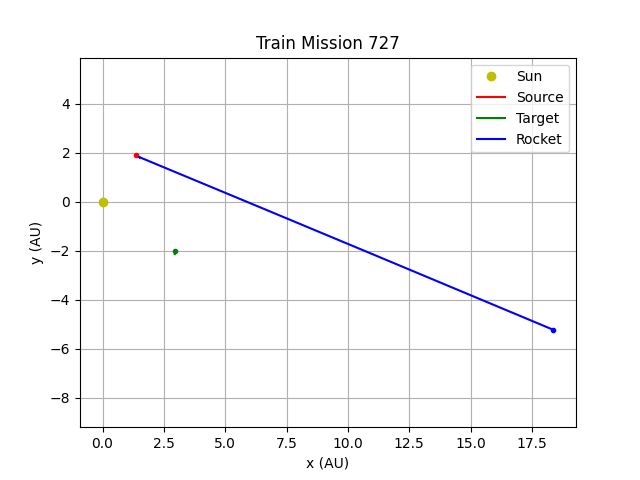 Train Mission 727
Sun
Source
Target
Rocket
4
2
0
−2
−4
−6
−8
y (AU)
0.0 2.5 5.0 7.5 10.0 12.5 15.0 17.5
x (AU)